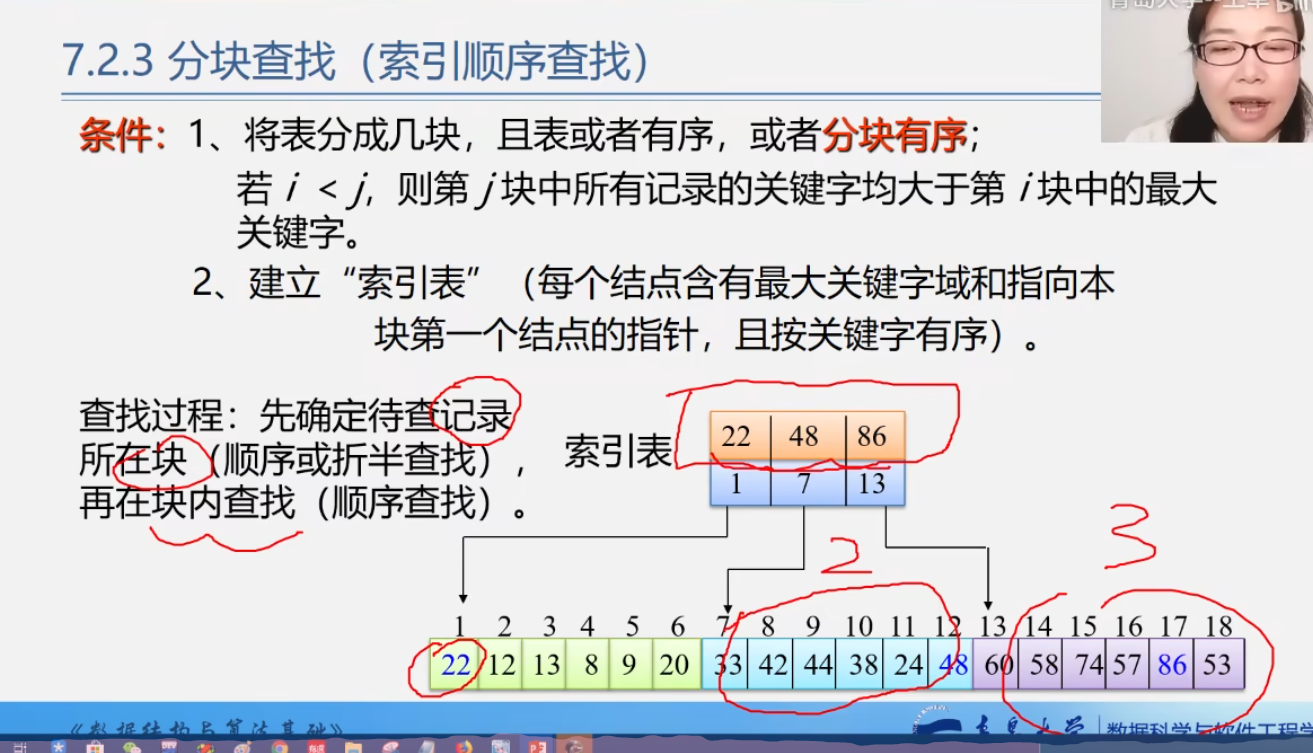 7.2.3 分块查找（索引顺序查找）
条件：1、将表分成几块，且表或者有序，或者分块有序；
若 i < j，则第 j 块中所有记录的关键字均大于第 i 块中的最大
关键字。
2、建立“索引表”（每个结点含有最大关键字域和指向本
块第一个结点的指针，且按关键字有序）。
查找过程：先确定待查记录
所在块（顺序或折半查找），
再在块内查找（顺序查找）。
索引表
22 48 86
1 7 13
2
3
1 2 3 4 5 6 7 8 9 10 11 12 13 14 15 16 17 18
22 12 13 8 9 20 33 42 44 38 24 48 60 58 74 57 86 53
《数据结构与算法基础》
数据科学与软件工程学